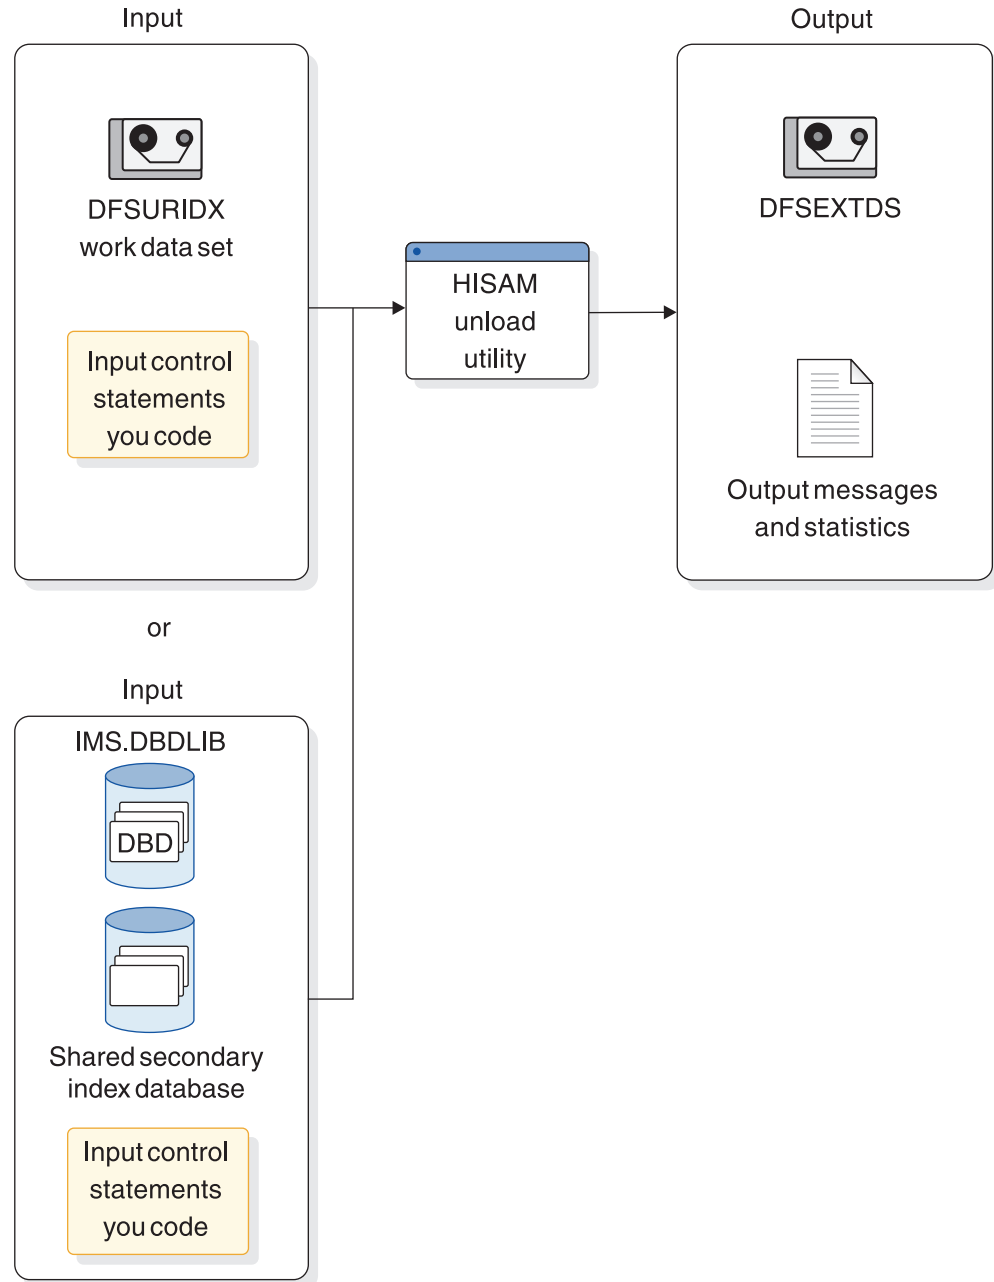 Input
DFSURIDX
work data set
Input control
statements
you code
or
Input
IMS.DBDLIB
DBD
Shared secondary
index database
Input control
statements
you code
HISAM
unload
utility
Output
DFSEXTDS
Output messages
and statistics